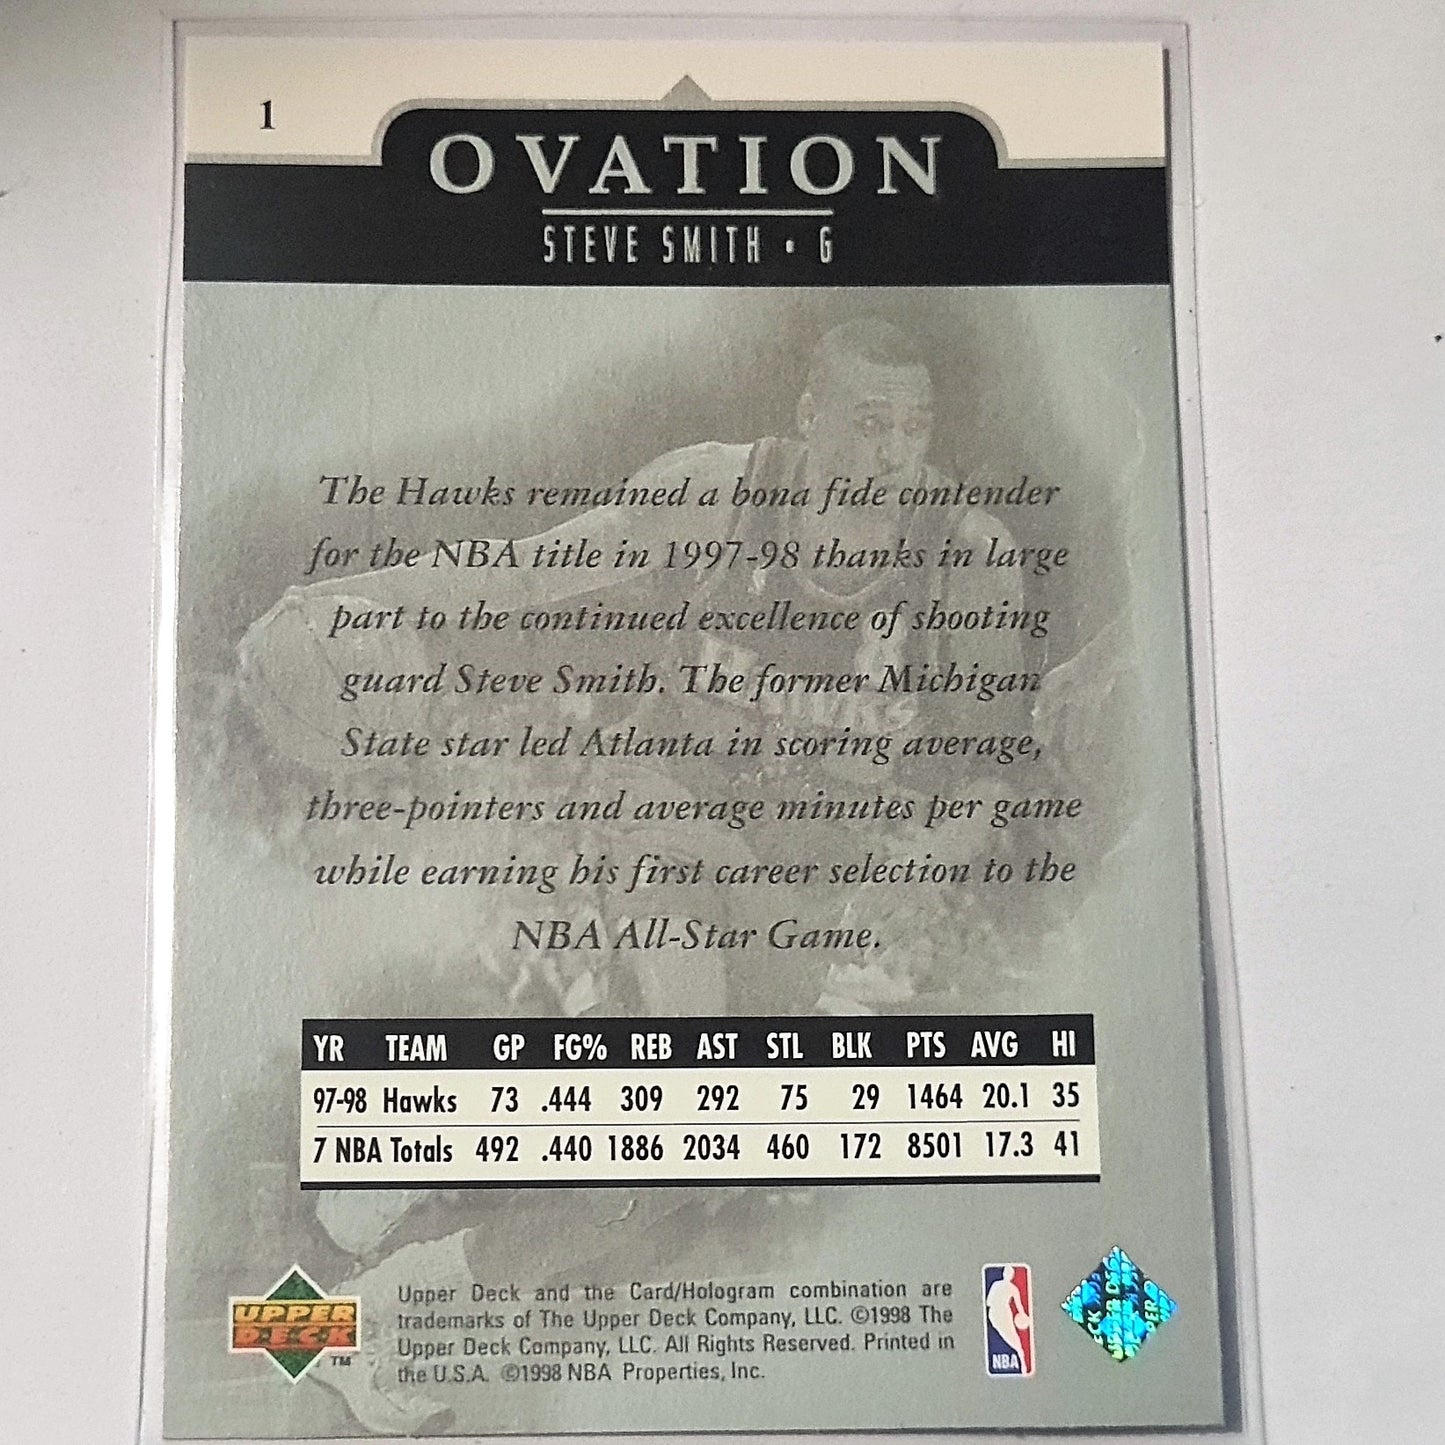 1
OVATION
STEVE SMITH • G
The Hawks remained a bona fide contender
for the NBA title in 1997-98 thanks in large
part to the continued excellence of shooting
guard Steve Smith. The former Michigan
State star led Atlanta in scoring average,
three-pointers and average minutes per game
while earning his first career selection to the
NBA All-Star Game.
YR TEAM GP FG% REB AST STL BLK PTS AVG HI
97-98 Hawks 73 .444 309 292 75 29 1464 20.1 35
7 NBA Totals 492 .440 1886 2034 460 172 8501 17.3 41
UPPER
DECK
TM
Upper Deck and the Card/Hologram combination are
trademarks of The Upper Deck Company, LLC. ©1998 The
Upper Deck Company, LLC. All Rights Reserved. Printed in
the U.S.A. ©1998 NBA Properties, Inc.
NBA